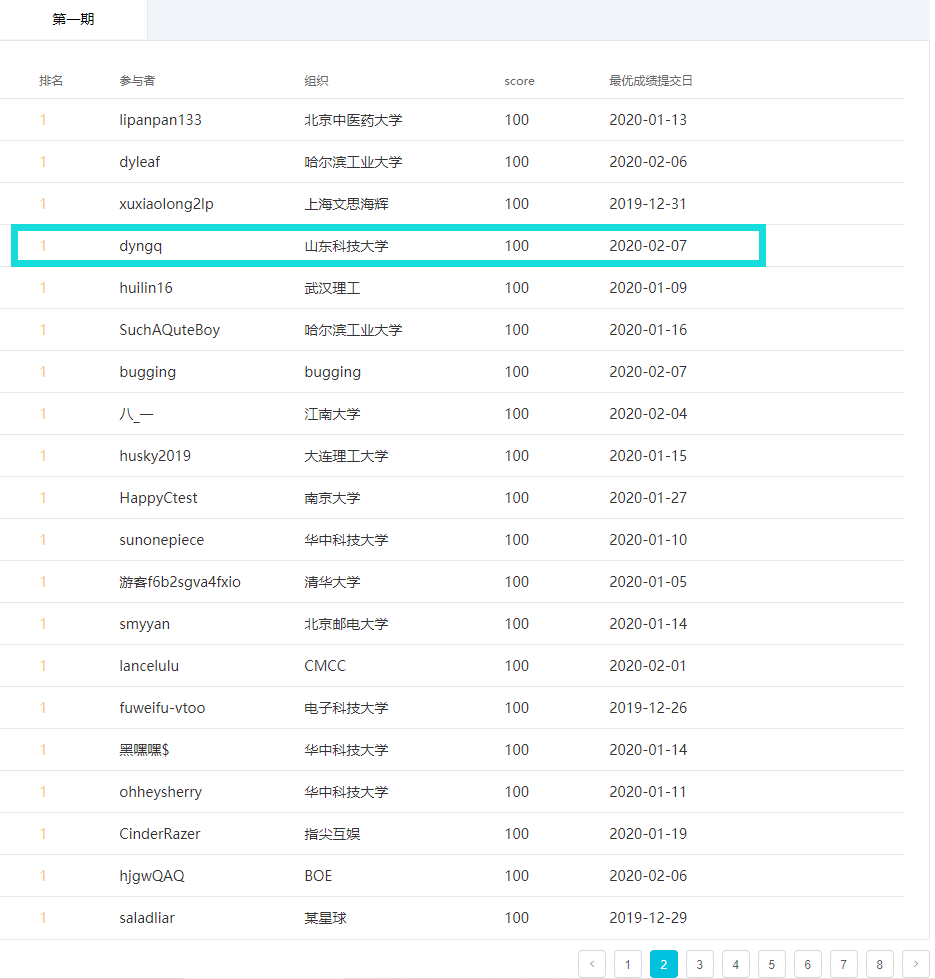 第一期
排名 参与者 组织 score 最优成绩提交日
1 lipanpan133 北京中医药大学 100 2020-01-13
1 dyleaf 哈尔滨工业大学 100 2020-02-06
1 xuxiaolong2lp 上海文思海辉 100 2019-12-31
1 dyngq 山东科技大学 100 2020-02-07
1 huilin16 武汉理工 100 2020-01-09
1 SuchAQuteBoy 哈尔滨工业大学 100 2020-01-16
1 bugging bugging 100 2020-02-07
1 八_一 江南大学 100 2020-02-04
1 husky2019 大连理工大学 100 2020-01-15
1 HappyCtest 南京大学 100 2020-01-27
1 sunonepiece 华中科技大学 100 2020-01-10
1 游客f6b2sgva4fxio 清华大学 100 2020-01-05
1 smyyan 北京邮电大学 100 2020-01-14
1 lancelulu CMCC 100 2020-02-01
1 fuweifu-vtoo 电子科技大学 100 2019-12-26
1 黑嘿嘿$ 华中科技大学 100 2020-01-14
1 ohheysherry 华中科技大学 100 2020-01-11
1 CinderRazer 指尖互娱 100 2020-01-19
1 hjgwQAQ BOE 100 2020-02-06
1 saladliar 某星球 100 2019-12-29
< 1 2 3 4 5 6 7 8 >